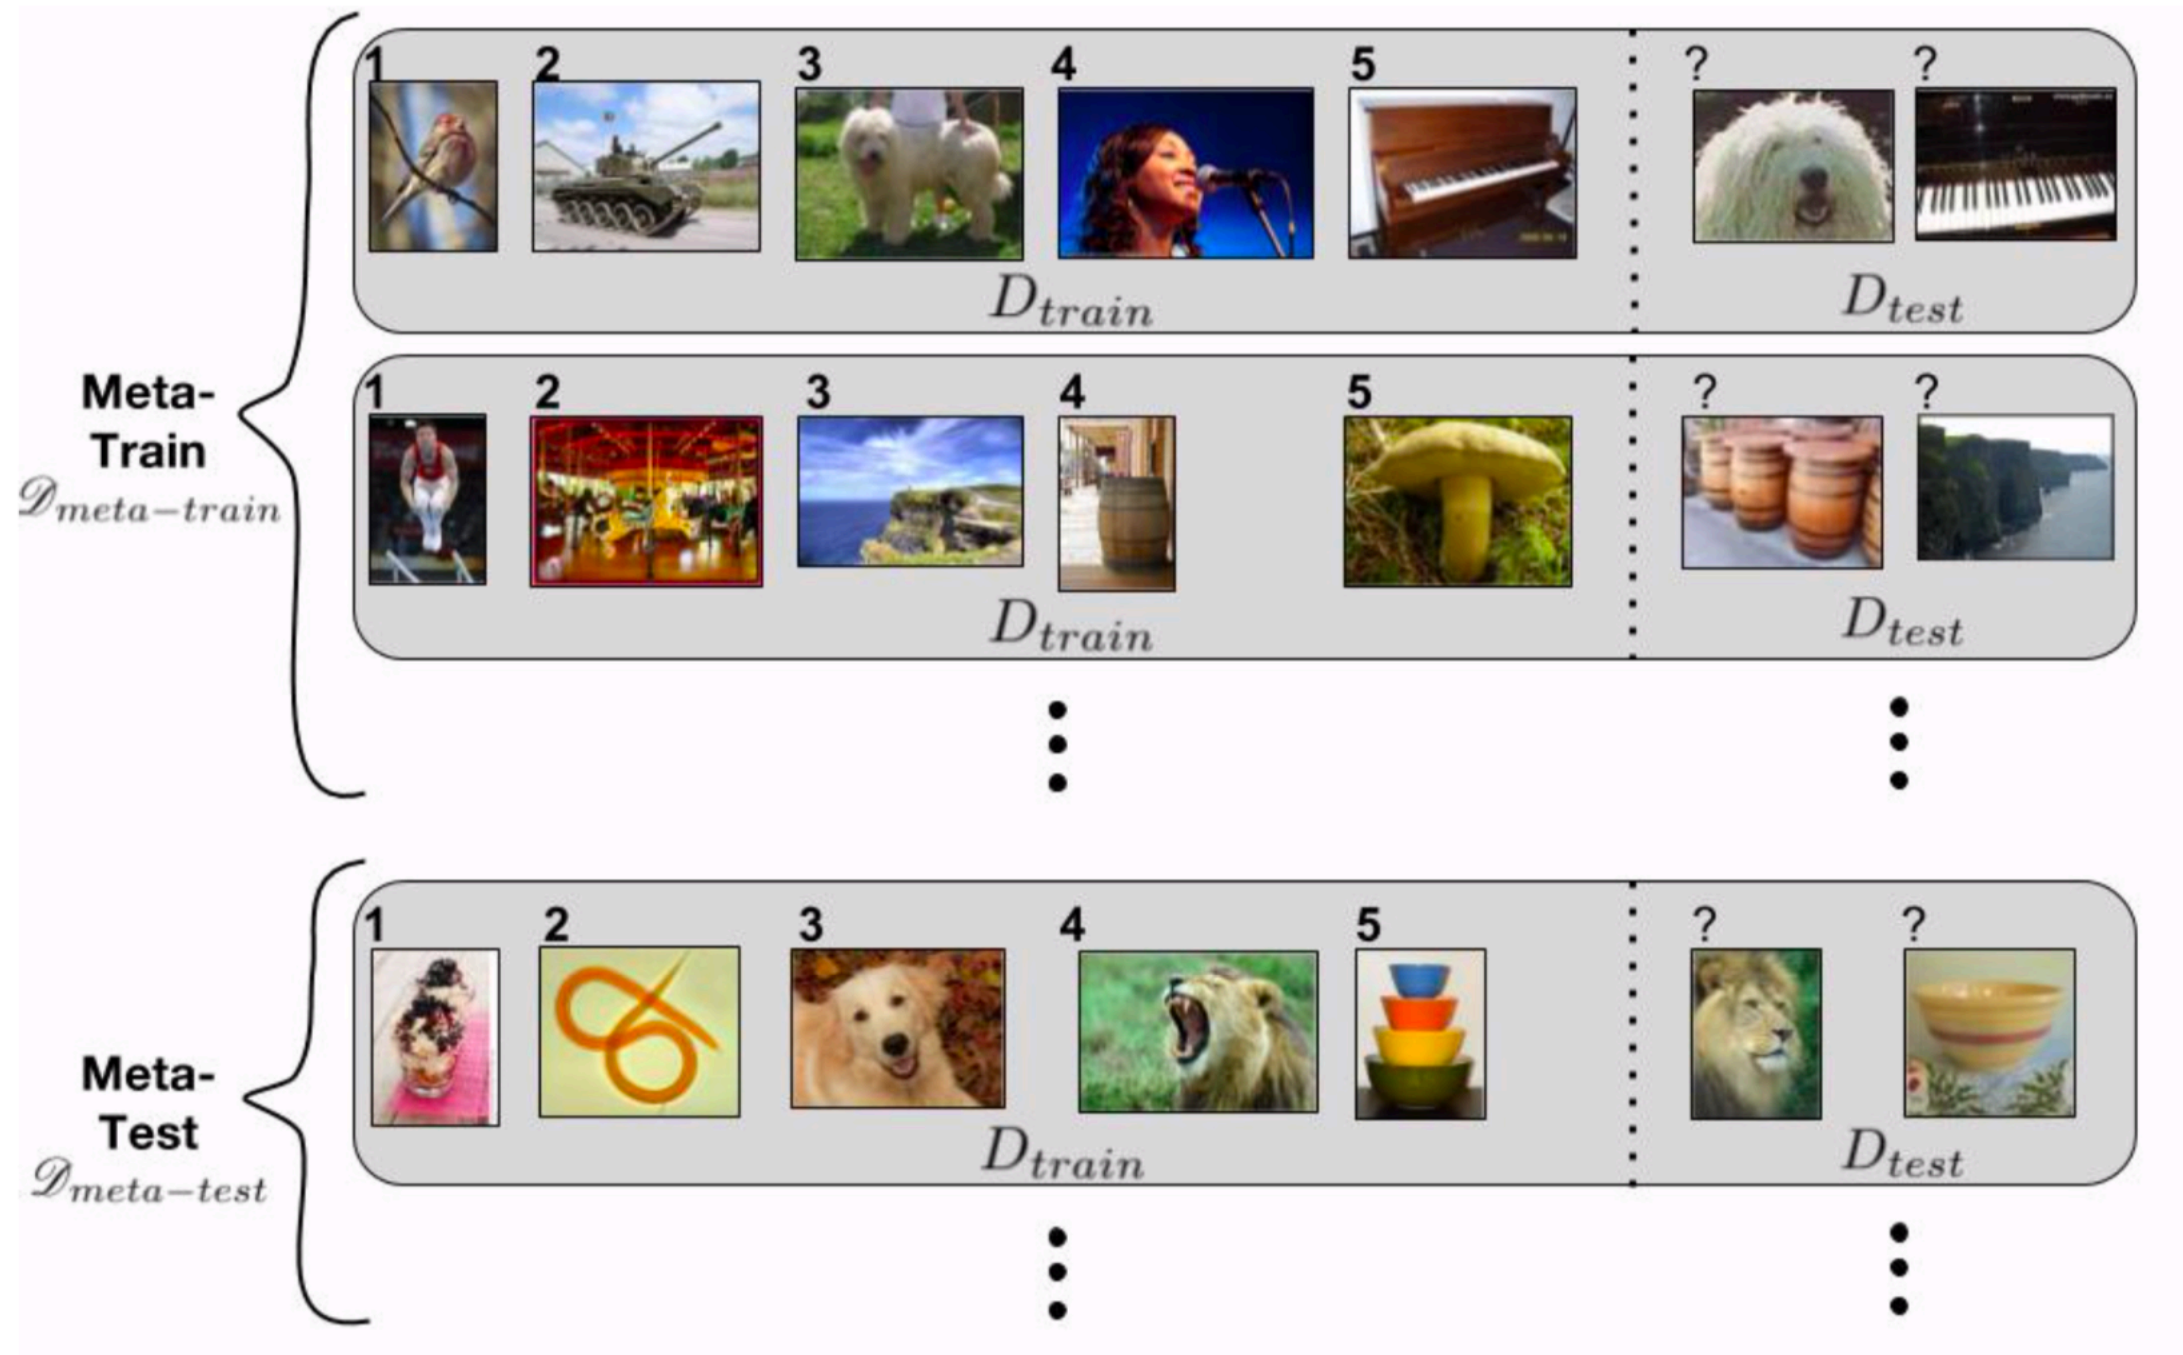 1 2 3 4 5 ? ?
D_train D_test
Meta-
Train
𝒟_meta−train
1 2 3 4 5 ? ?
D_train D_test
1 2 3 4 5 ? ?
Meta-
Test
𝒟_meta−test
D_train D_test